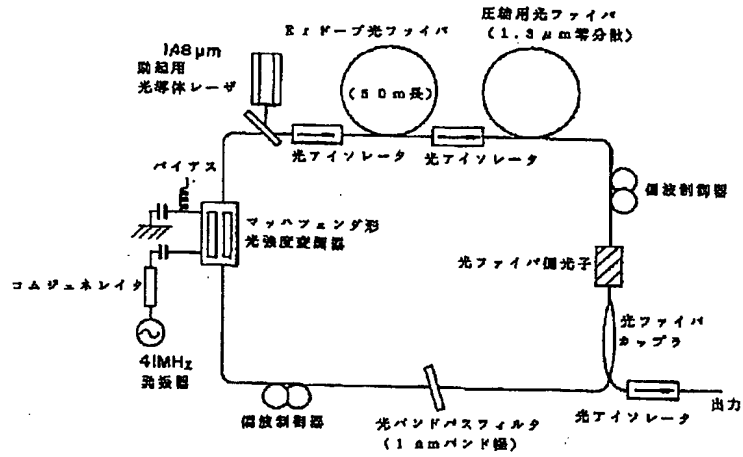 1.48μm
励起用
光導体レーザ
Erドープ光ファイバ
(50m長)
圧縮用光ファイバ
(1.3μm零分散)
光アイソレータ
光アイソレータ
バイアス
マッハツェンダ形
光強度変調器
偏波制御器
コムジェネレイタ
光ファイバ偏光子
41MHz
発振器
光ファイバ
カップラ
偏波制御器
光バンドパスフィルタ
(1nmバンド幅)
光アイソレータ
出力